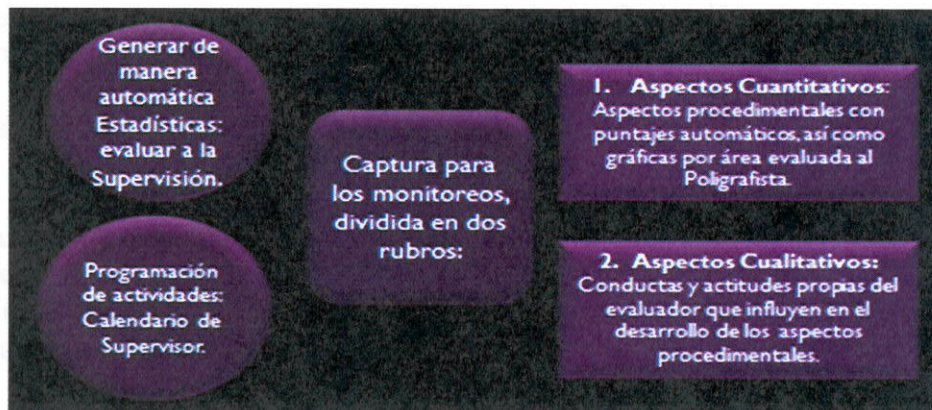 Generar de
manera
automática
Estadísticas:
evaluar a la
Supervisión.
Programación
de actividades:
Calendario de
Supervisor.
Captura para
los monitoreos,
dividida en dos
rubros:
1. Aspectos Cuantitativos:
Aspectos procedimentales con
puntajes automáticos, así como
gráficas por área evaluada al
Poligrafista.
2. Aspectos Cualitativos:
Conductas y actitudes propias del
evaluador que influyen en el
desarrollo de los aspectos
procedimentales.